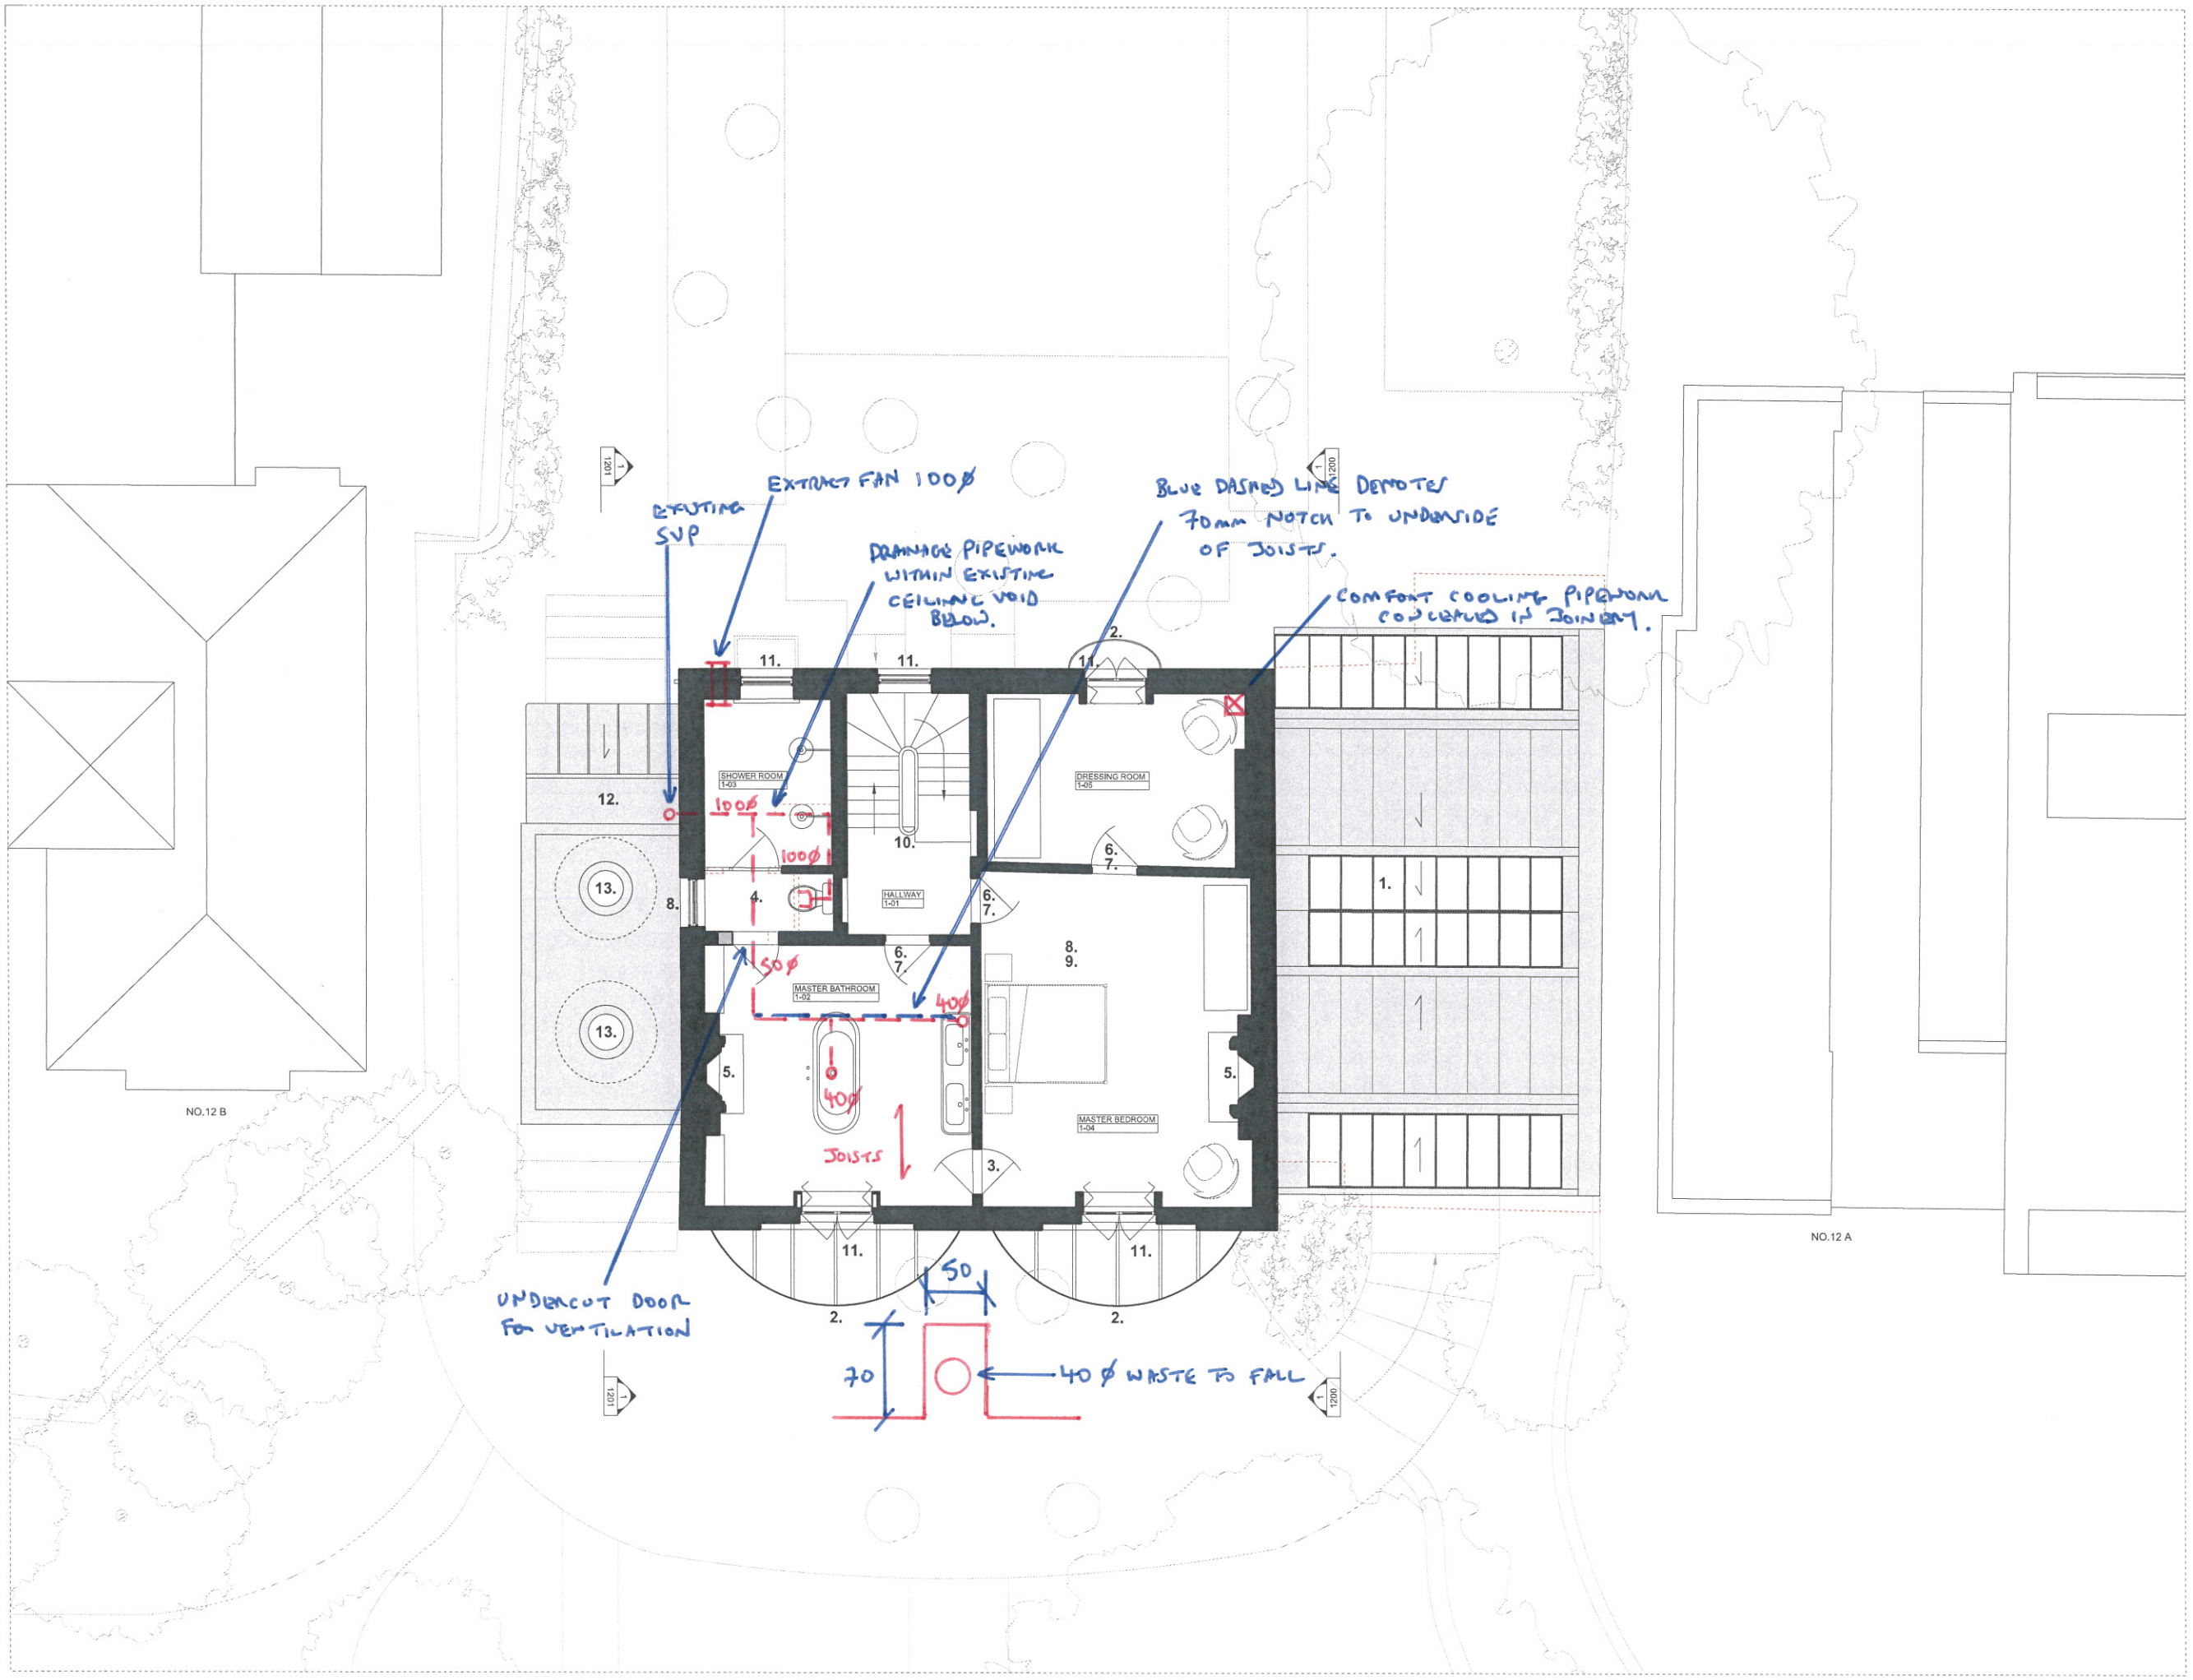 1
1201
1
1200
EXTRACT FAN 100Ø
EXISTING
SVP
BLUE DASHED LINE DENOTES
70mm NOTCH TO UNDERSIDE
OF JOISTS.
DRAINAGE PIPEWORK
WITHIN EXISTING
CEILING VOID
BELOW.
COMFORT COOLING PIPEWORK
CONCEALED IN JOINERY.
2.
11.
11.
11.
SHOWER ROOM
1-03
DRESSING ROOM
1-05
12.
100Ø
10.
100Ø
6.
7.
13.
8.
4.
HALLWAY
1-01
6.
7.
1.
6.
7.
8.
9.
50Ø
MASTER BATHROOM
1-02
40Ø
13.
5.
5.
40Ø
NO.12 B
MASTER BEDROOM
1-04
JOISTS
3.
NO.12 A
11.
11.
50
UNDERCUT DOOR
FOR VENTILATION
2.
2.
70
40 Ø WASTE TO FALL
1
1201
1
1200